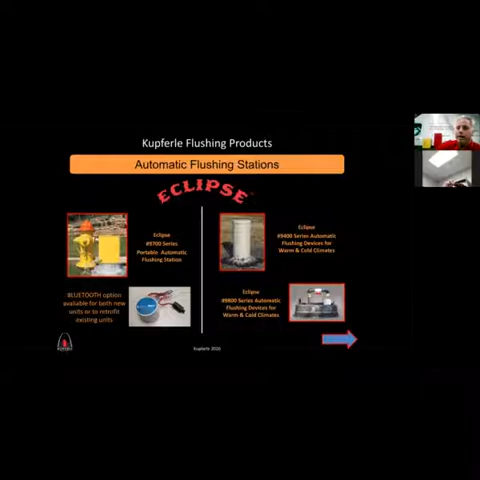 Kupferle Flushing Products
Automatic Flushing Stations
ECLIPSE
Eclipse
#9700 Series
Portable Automatic
Flushing Station
BLUETOOTH option
available for both new
units or to retrofit
existing units
Eclipse
#9400 Series Automatic
Flushing Devices for
Warm & Cold Climates
Eclipse
#9800 Series Automatic
Flushing Devices for
Warm & Cold Climates
Kupferle 2020